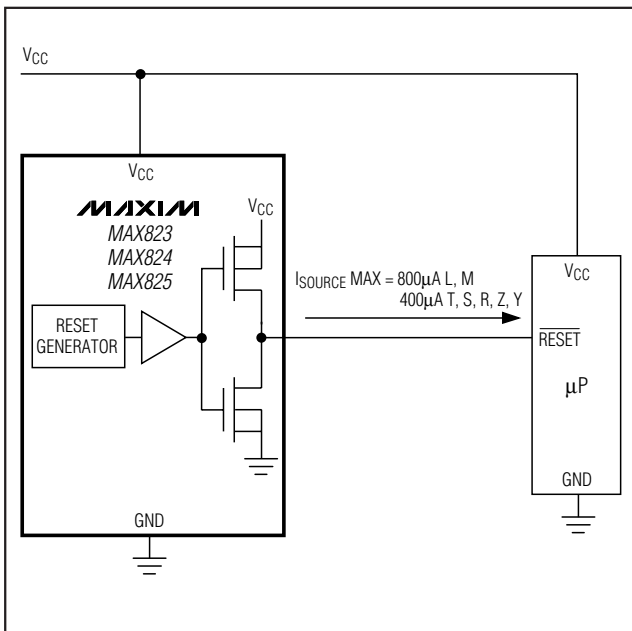 VCC
VCC
MAXIM
MAX823
MAX824
MAX825
VCC
RESET
GENERATOR
ISOURCE MAX = 800µA L, M
400µA T, S, R, Z, Y
VCC
RESET
µP
GND
GND